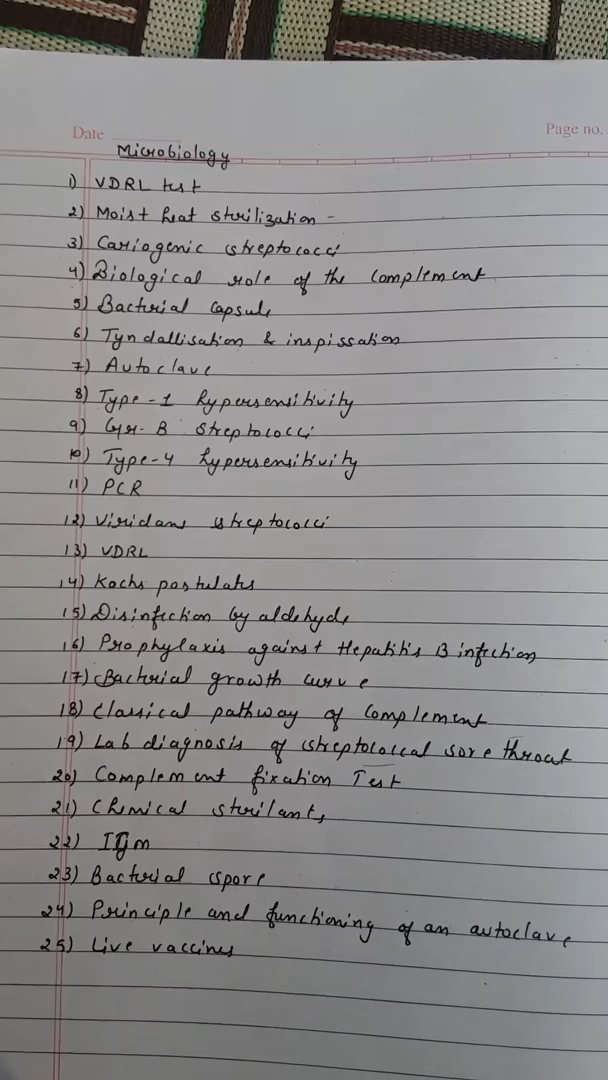 Date
Page no.
Microbiology
1) VDRL test
2) Moist heat sterilization -
3) Cariogenic streptococci
4) Biological role of the complement
5) Bacterial capsule
6) Tyndallisation & inspissation
7) Autoclave
8) Type-1 hypersensitivity
9) Gr-B streptococci
10) Type-4 hypersensitivity
11) PCR
12) Viridans streptococci
13) VDRL
14) Kochs postulates
15) Disinfection by aldehyde
16) Prophylaxis against Hepatitis B infection
17) Bacterial growth curve
18) Classical pathway of complement
19) Lab diagnosis of streptococcal sore throat
20) Complement fixation Test
21) Chemical sterilants
22) IgM
23) Bacterial spore
24) Principle and functioning of an autoclave
25) Live vaccines